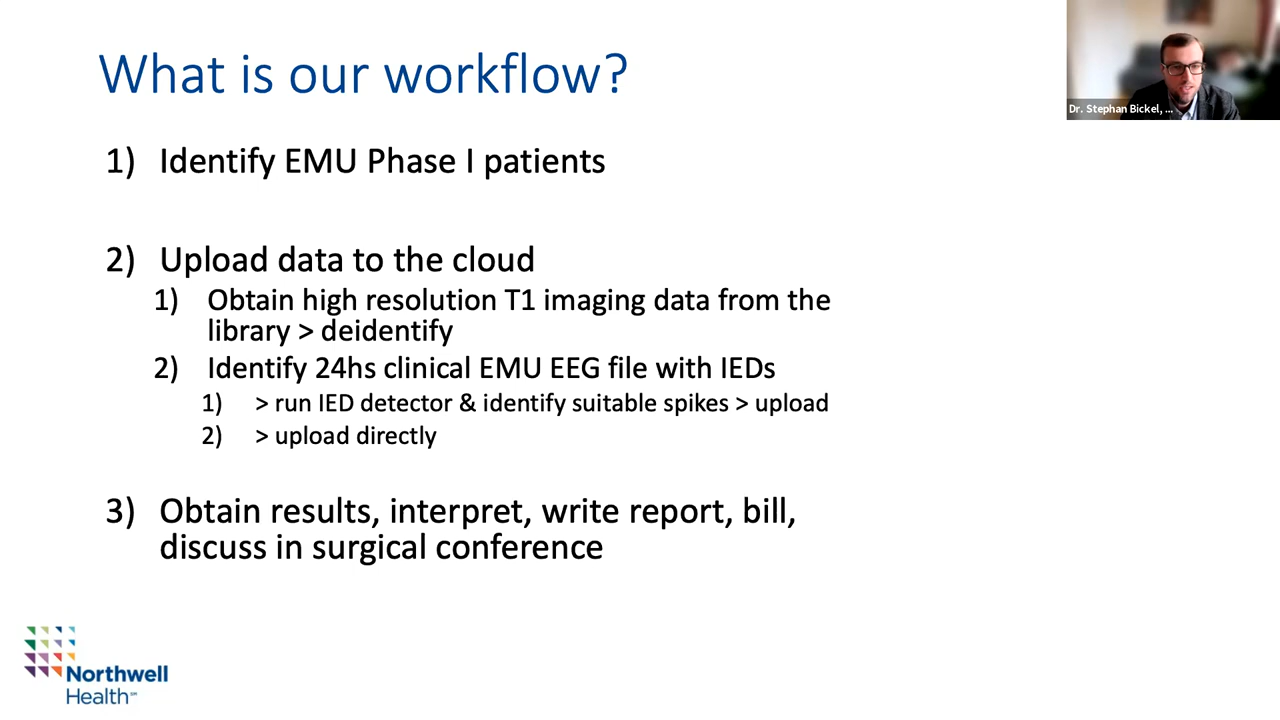 What is our workflow?
Dr. Stephan Bickel, ...
1) Identify EMU Phase I patients
2) Upload data to the cloud
1) Obtain high resolution T1 imaging data from the
library > deidentify
2) Identify 24hs clinical EMU EEG file with IEDs
1) > run IED detector & identify suitable spikes > upload
2) > upload directly
3) Obtain results, interpret, write report, bill,
discuss in surgical conference
Northwell
Health℠